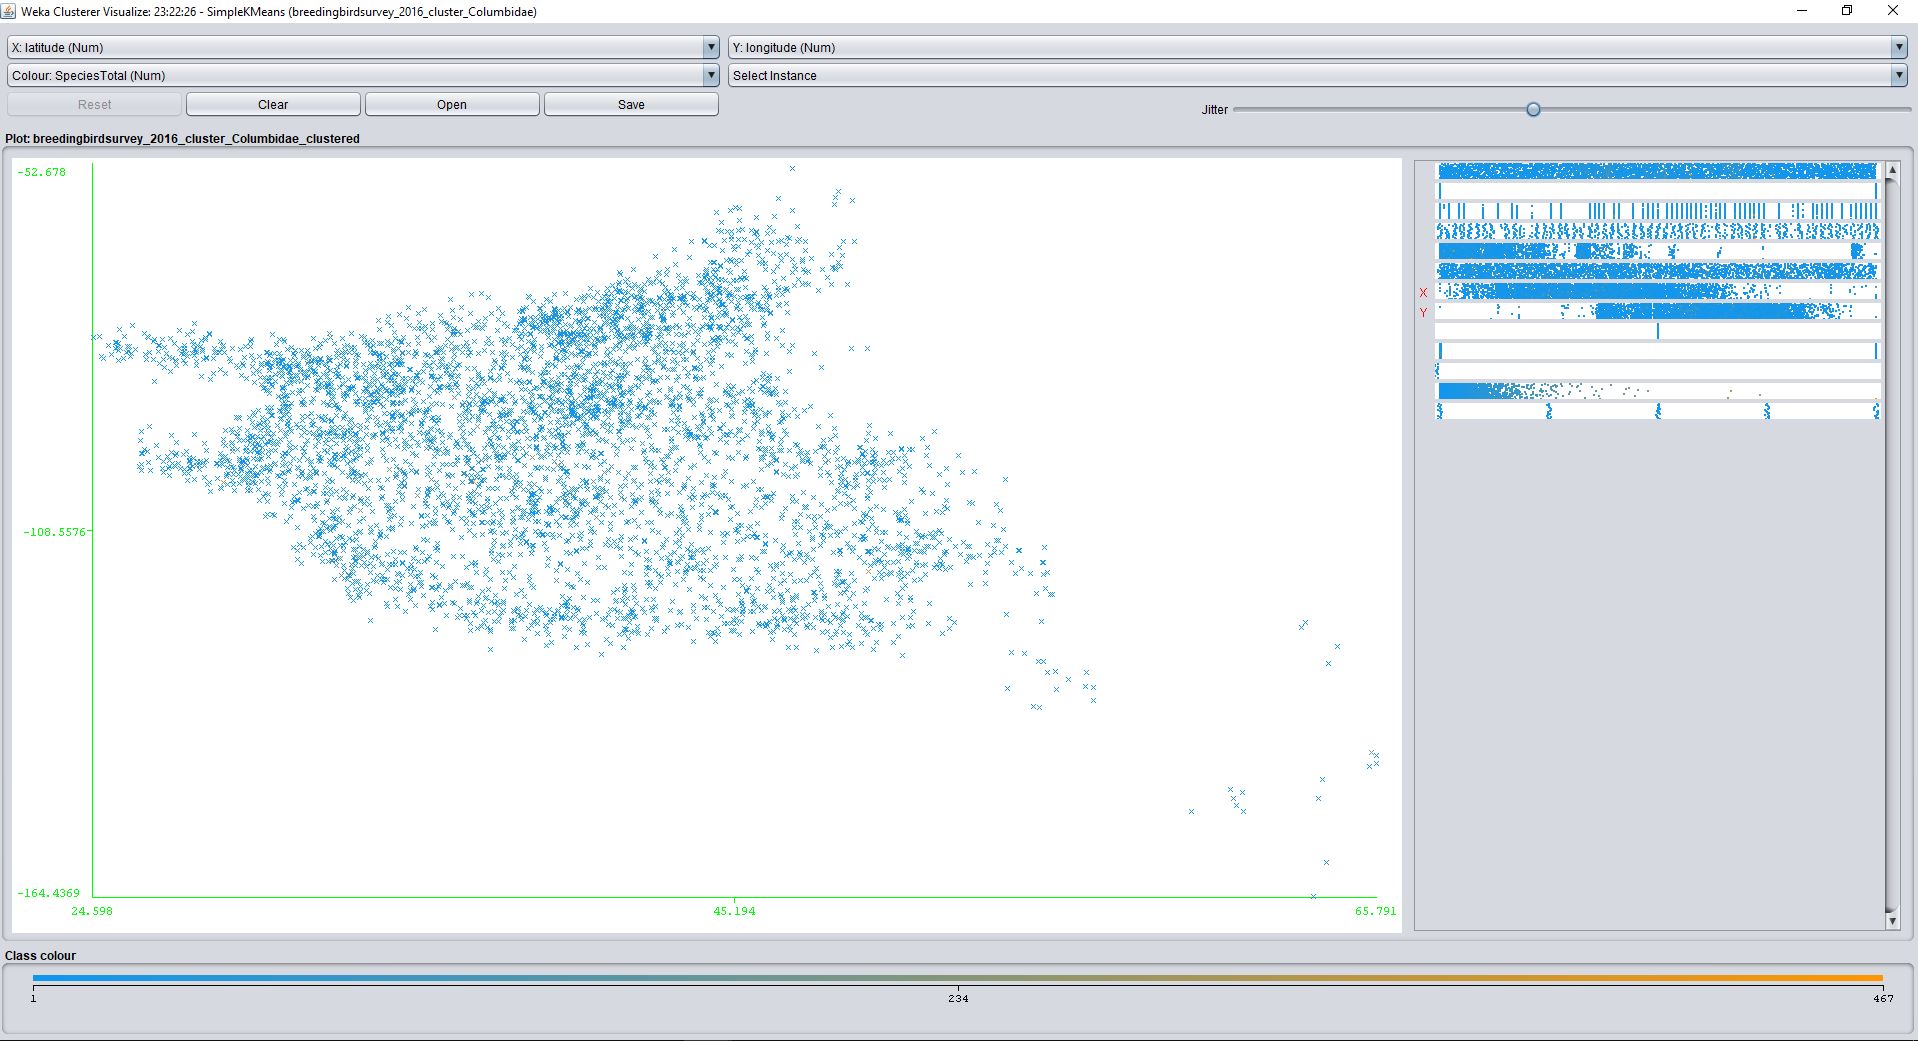 Weka Clusterer Visualize: 23:22:26 - SimpleKMeans (breedingbirdsurvey_2016_cluster_Columbidae)
X: latitude (Num)
Y: longitude (Num)
Colour: SpeciesTotal (Num)
Select Instance
Reset
Clear
Open
Save
Jitter
Plot: breedingbirdsurvey_2016_cluster_Columbidae_clustered
-52.678
-108.5576
-164.4369
24.598
45.194
65.791
X
Y
Class colour
1
234
467